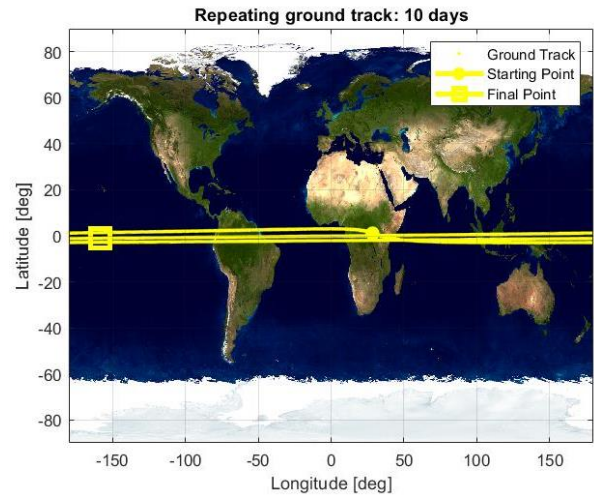 Repeating ground track: 10 days
Ground Track
Starting Point
Final Point
80
60
40
20
0
-20
-40
-60
-80
Latitude [deg]
-150
-100
-50
0
50
100
150
Longitude [deg]